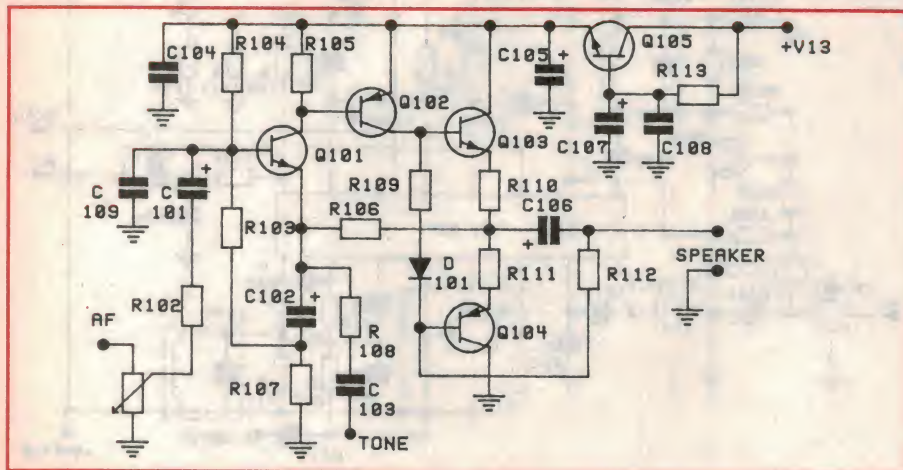 C104
R104
R105
Q105
+V13
C105
+
R113
Q102
+
Q101
Q103
C107
C108
C
109
C
101
+
R109
R110
R103
R106
C106
+
SPEAKER
R102
D
101
R111
R112
C102
+
AF
R
108
Q104
R107
C
103
TONE